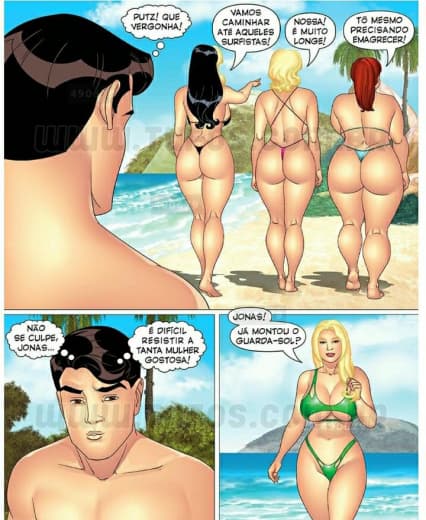 PUTZ! QUE
VERGONHA!
VAMOS
CAMINHAR
ATÉ AQUELES
SURFISTAS!
NOSSA!
É MUITO
LONGE!
TÔ MESMO
PRECISANDO
EMAGRECER!
NÃO
SE CULPE,
JONAS...
É DIFÍCIL
RESISTIR A
TANTA MULHER
GOSTOSA!
JONAS!
JÁ MONTOU O
GUARDA-SOL?